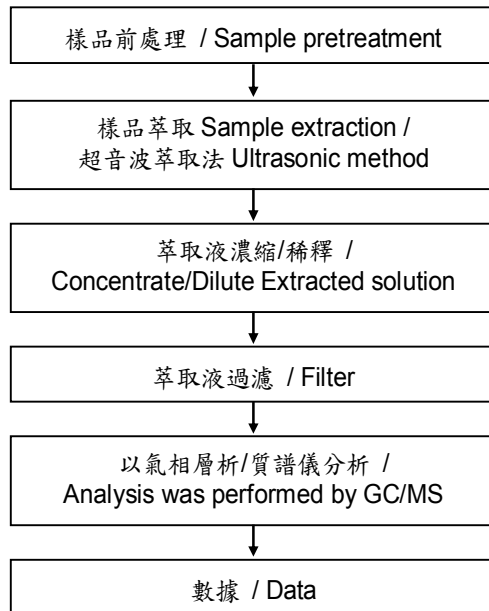 樣品前處理 / Sample pretreatment
樣品萃取 Sample extraction /
超音波萃取法 Ultrasonic method
萃取液濃縮/稀釋 /
Concentrate/Dilute Extracted solution
萃取液過濾 / Filter
以氣相層析/質譜儀分析 /
Analysis was performed by GC/MS
數據 / Data